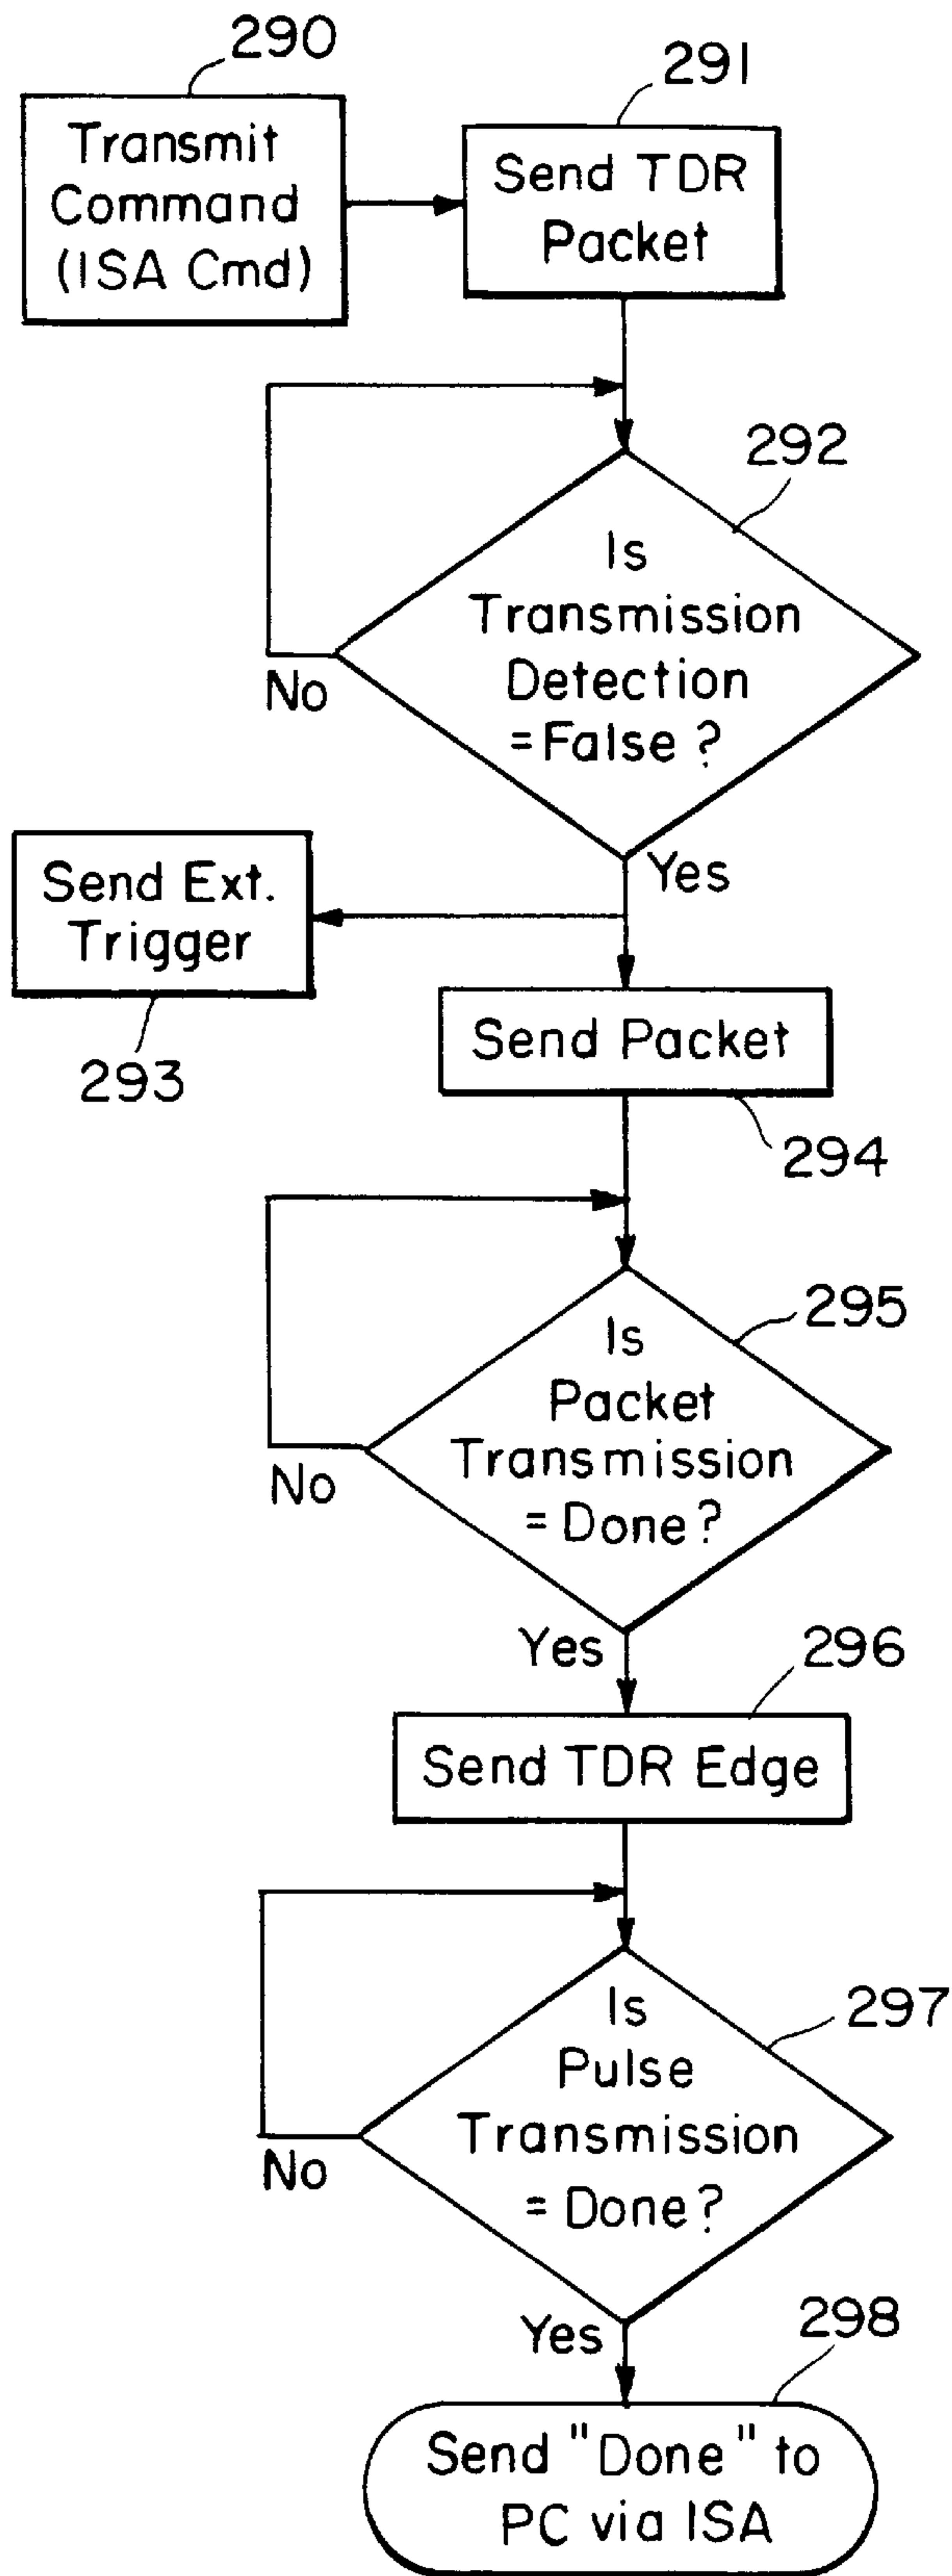 290
Transmit
Command
(ISA Cmd)
291
Send TDR
Packet
292
Is
Transmission
Detection
=False ?
No
Yes
Send Ext.
Trigger
293
Send Packet
294
295
Is
Packet
Transmission
= Done?
No
Yes
296
Send TDR Edge
297
Is
Pulse
Transmission
= Done?
No
Yes
298
Send "Done" to
PC via ISA